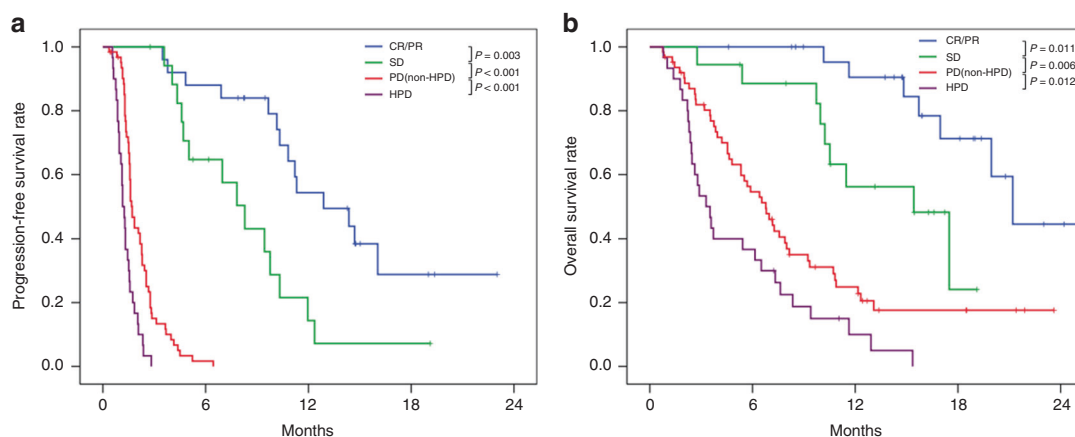 a
Progression-free survival rate
1.0
0.8
0.6
0.4
0.2
0.0
CR/PR
SD
PD(non-HPD)
HPD
P = 0.003
P < 0.001
P < 0.001
0
6
12
18
24
Months
b
Overall survival rate
1.0
0.8
0.6
0.4
0.2
0.0
CR/PR
SD
PD(non-HPD)
HPD
P = 0.011
P = 0.006
P = 0.012
0
6
12
18
24
Months